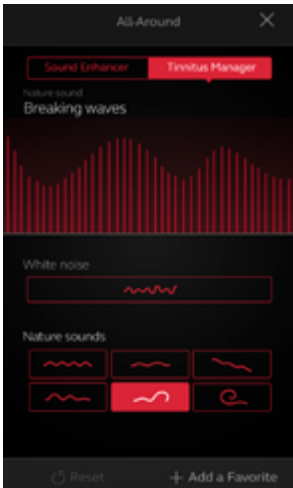 All-Around
Sound Enhancer
Tinnitus Manager
Nature sound
Breaking waves
White noise
Nature sounds
Reset
Add a Favorite